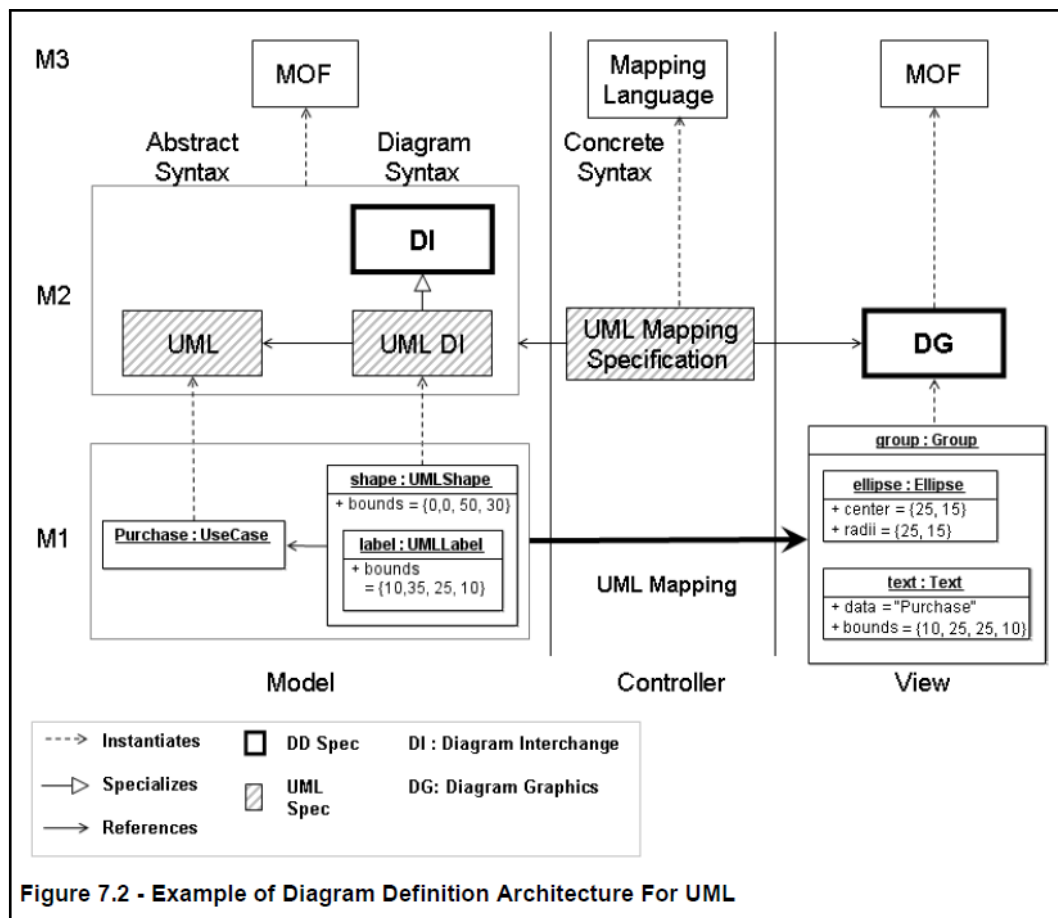 M3
MOF
Mapping
Language
MOF
Abstract
Syntax
Diagram
Syntax
Concrete
Syntax
DI
M2
UML
UML DI
UML Mapping
Specification
DG
M1
Purchase : UseCase
shape : UMLShape
+ bounds = {0,0, 50, 30}
label : UMLLabel
+ bounds
= {10,35, 25, 10}
UML Mapping
group : Group
ellipse : Ellipse
+ center = {25, 15}
+ radii = {25, 15}
text : Text
+ data = "Purchase"
+ bounds = {10, 25, 25, 10}
Model
Controller
View
Instantiates
DD Spec
DI : Diagram Interchange
Specializes
UML
Spec
DG: Diagram Graphics
References
Figure 7.2 - Example of Diagram Definition Architecture For UML